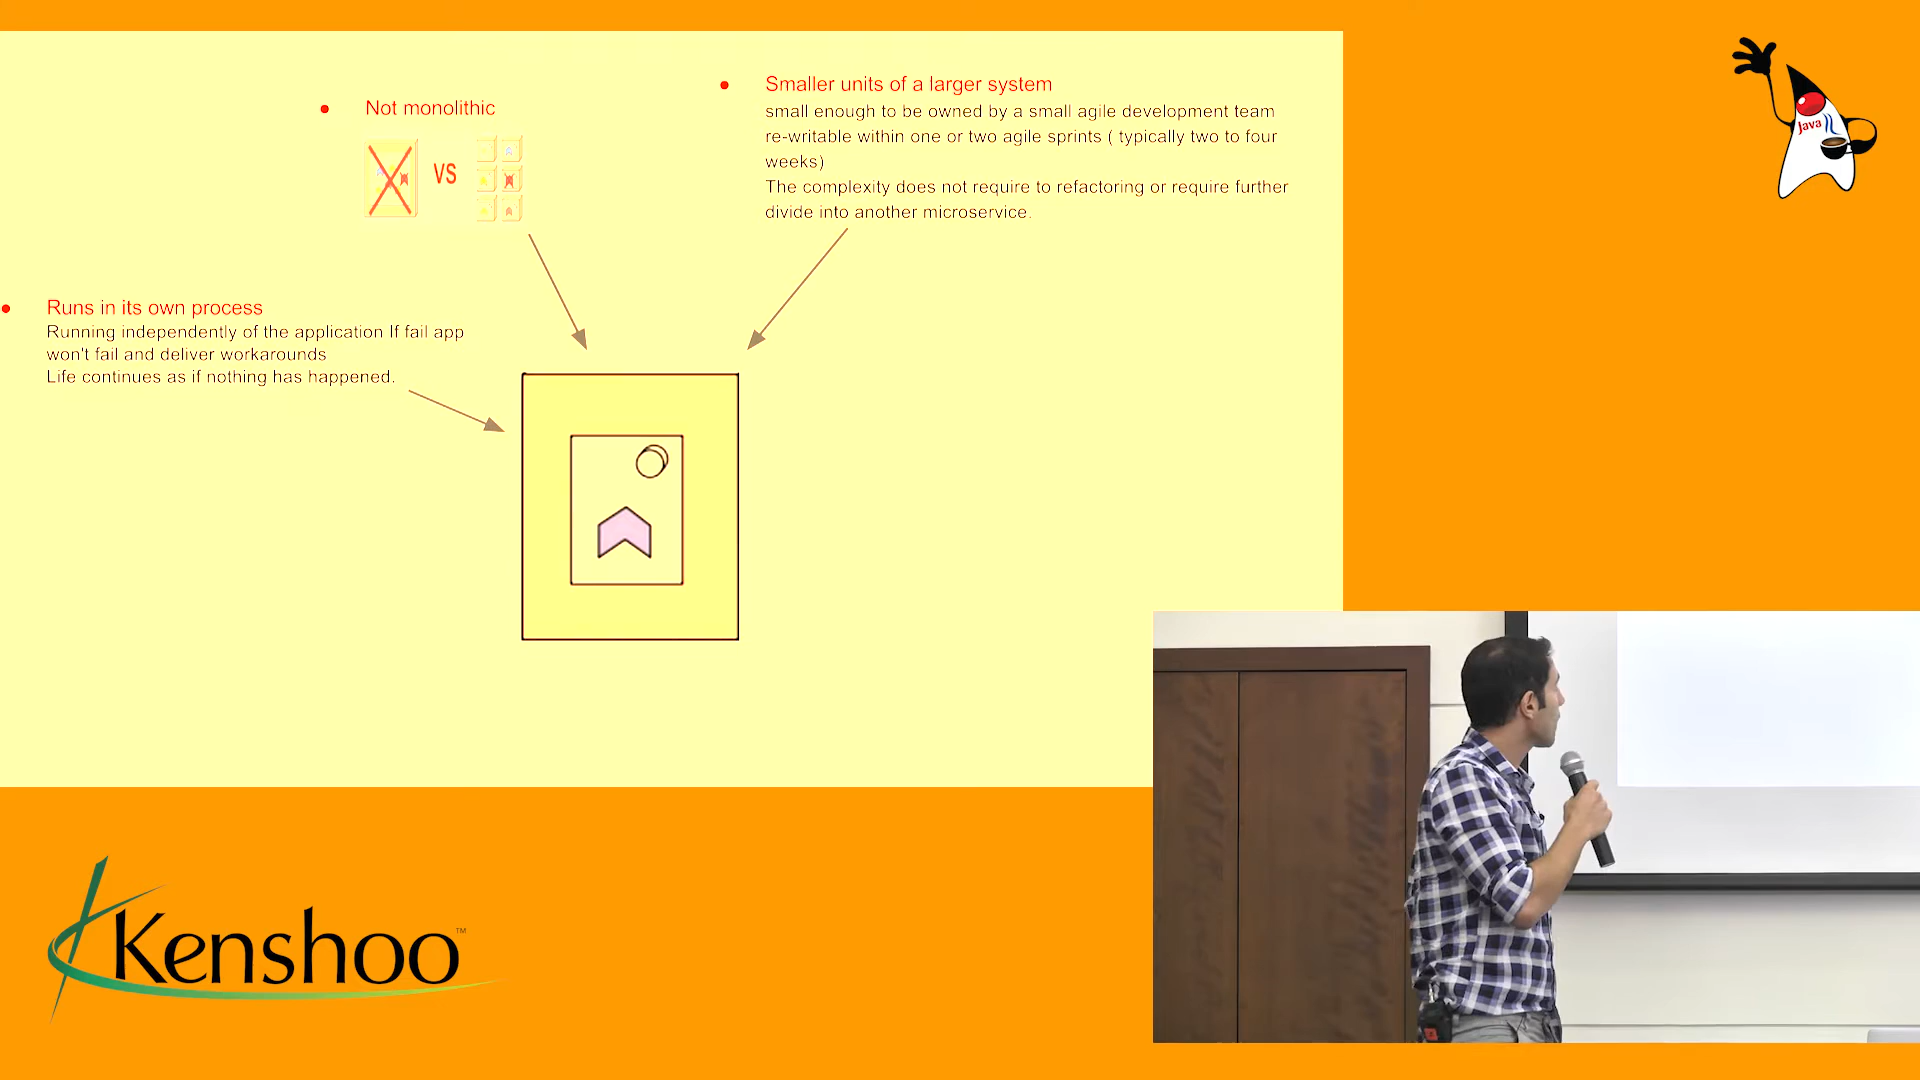 Not monolithic
VS
Smaller units of a larger system
small enough to be owned by a small agile development team
re-writable within one or two agile sprints ( typically two to four
weeks)
The complexity does not require to refactoring or require further
divide into another microservice.
Runs in its own process
Running independently of the application If fail app
won't fail and deliver workarounds
Life continues as if nothing has happened.
Java
Kenshoo™